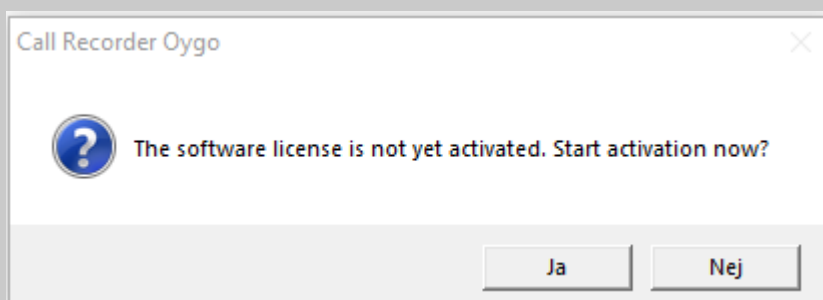 Call Recorder Oygo
The software license is not yet activated. Start activation now?
Ja
Nej